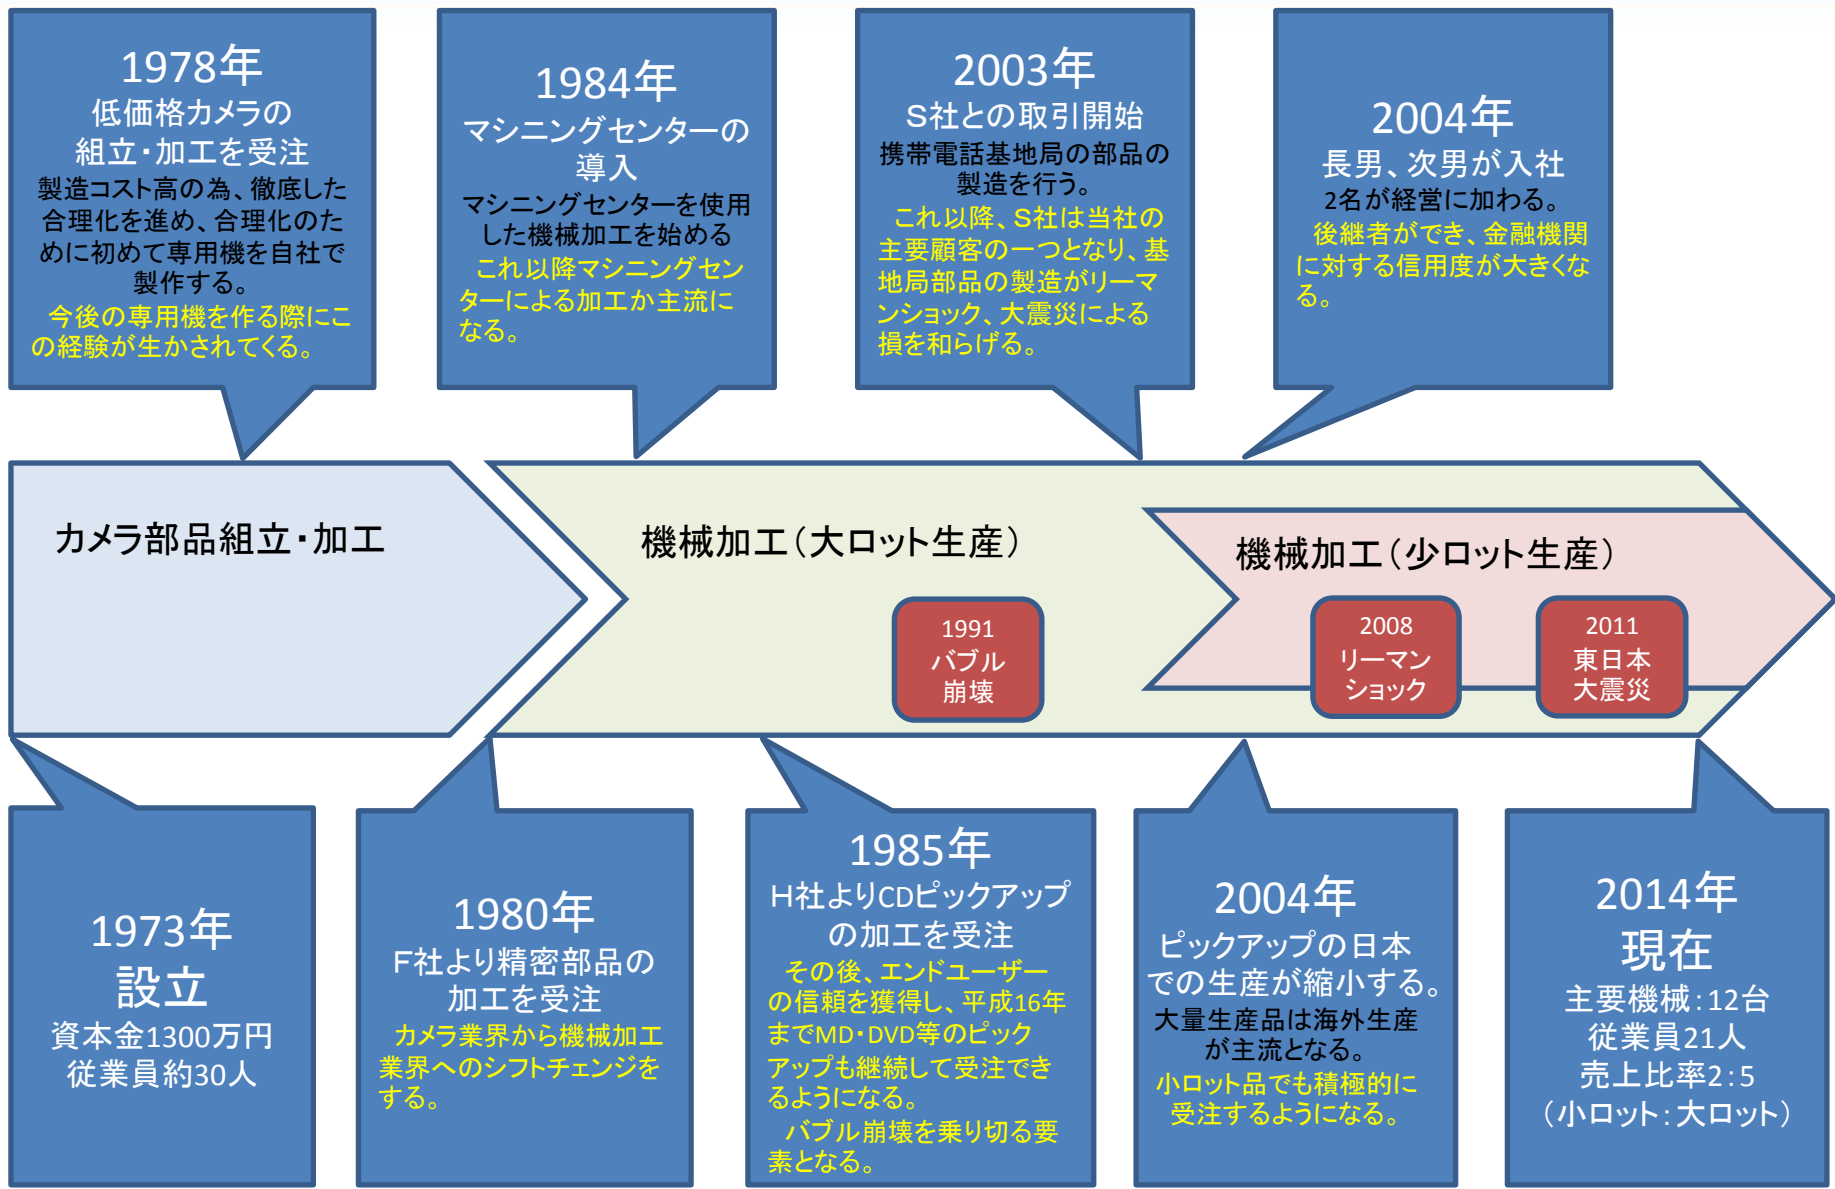 1978年
低価格カメラの
組立・加工を受注
製造コスト高の為、徹底した
合理化を進め、合理化のた
めに初めて専用機を自社で
製作する。
今後の専用機を作る際にこ
の経験が生かされてくる。
1984年
マシニングセンターの
導入
マシニングセンターを使用
した機械加工を始める
これ以降マシニングセン
ターによる加工か主流に
なる。
2003年
S社との取引開始
携帯電話基地局の部品の
製造を行う。
これ以降、S社は当社の
主要顧客の一つとなり、基
地局部品の製造がリーマ
ンショック、大震災による
損を和らげる。
2004年
長男、次男が入社
2名が経営に加わる。
後継者ができ、金融機関
に対する信用度が大きくな
る。
カメラ部品組立・加工
機械加工（大ロット生産）
機械加工（少ロット生産）
1991
バブル
崩壊
2008
リーマン
ショック
2011
東日本
大震災
1973年
設立
資本金1300万円
従業員約30人
1980年
F社より精密部品の
加工を受注
カメラ業界から機械加工
業界へのシフトチェンジを
する。
1985年
H社よりCDピックアップ
の加工を受注
その後、エンドユーザー
の信頼を獲得し、平成16年
までMD・DVD等のピック
アップも継続して受注でき
るようになる。
バブル崩壊を乗り切る要
素となる。
2004年
ピックアップの日本
での生産が縮小する。
大量生産品は海外生産
が主流となる。
小ロット品でも積極的に
受注するようになる。
2014年
現在
主要機械：12台
従業員21人
売上比率2：5
（小ロット：大ロット）